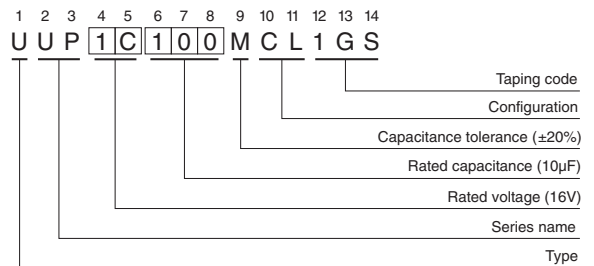 1 2 3 4 5 6 7 8 9 10 11 12 13 14
U U P 1 C 1 0 0 M C L 1 G S
Taping code
Configuration
Capacitance tolerance (±20%)
Rated capacitance (10µF)
Rated voltage (16V)
Series name
Type